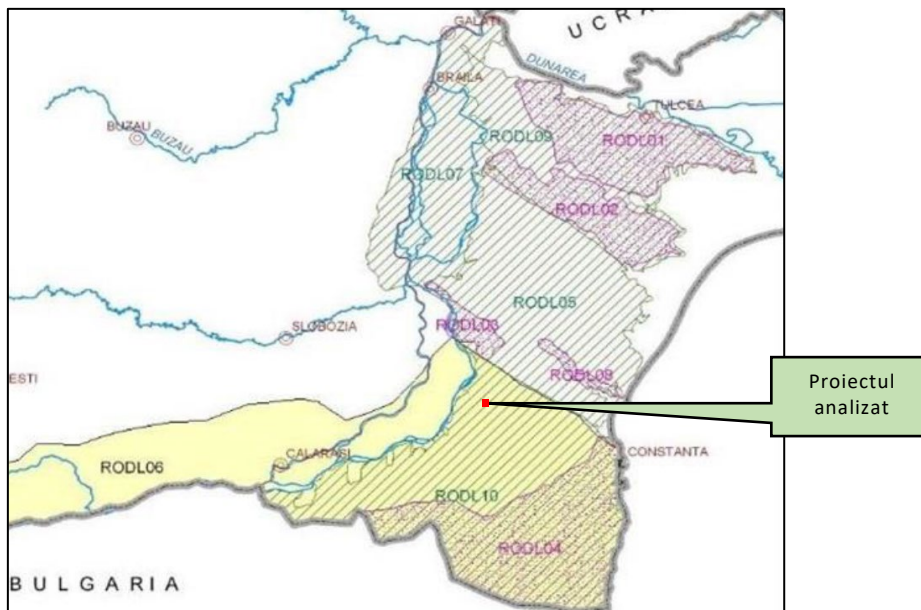 GALATI
UCRA
DUNAREA
BRAILA
TULCEA
BUZAU
BUZAU
RODL09
RODL01
RODL07
RODL02
RODL05
SLOBOZIA
RODL03
RODL08
ESTI
Proiectul
analizat
CALARASI
CONSTANTA
RODL06
RODL10
RODL04
BULGARIA